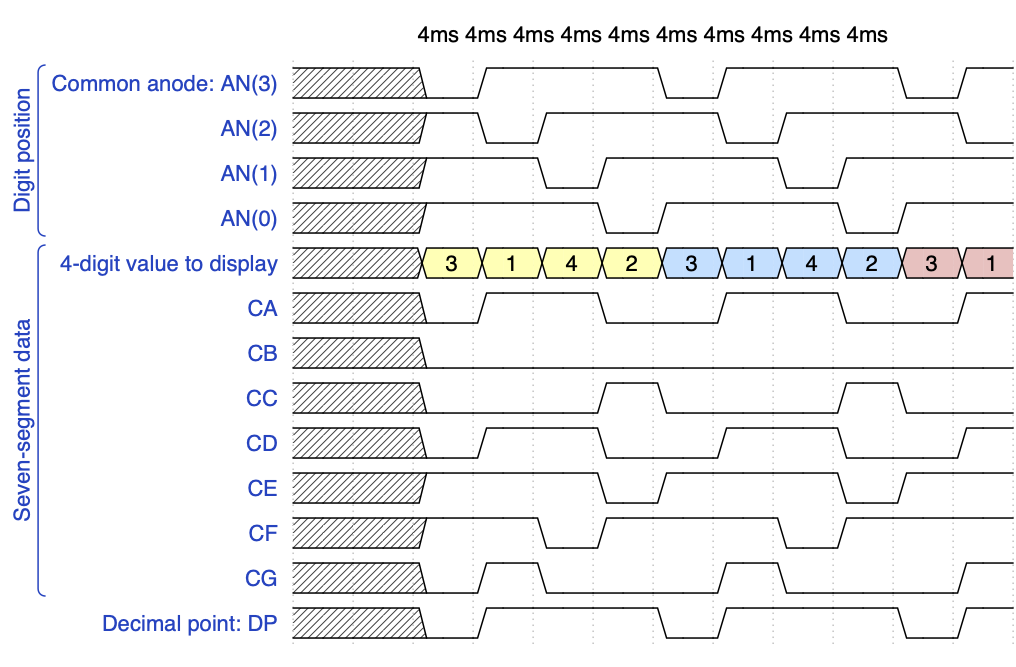 4ms 4ms 4ms 4ms 4ms 4ms 4ms 4ms 4ms 4ms
Digit position
Common anode: AN(3)
AN(2)
AN(1)
AN(0)
Seven-segment data
4-digit value to display 3 1 4 2 3 1 4 2 3 1
CA
CB
CC
CD
CE
CF
CG
Decimal point: DP